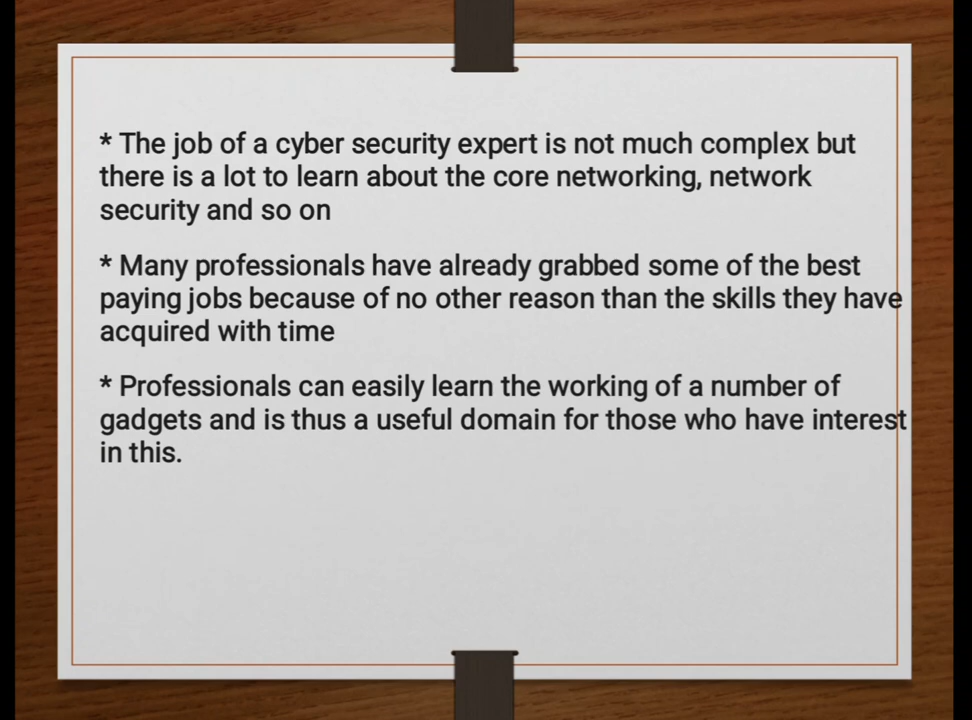 * The job of a cyber security expert is not much complex but
there is a lot to learn about the core networking, network
security and so on
* Many professionals have already grabbed some of the best
paying jobs because of no other reason than the skills they have
acquired with time
* Professionals can easily learn the working of a number of
gadgets and is thus a useful domain for those who have interest
in this.